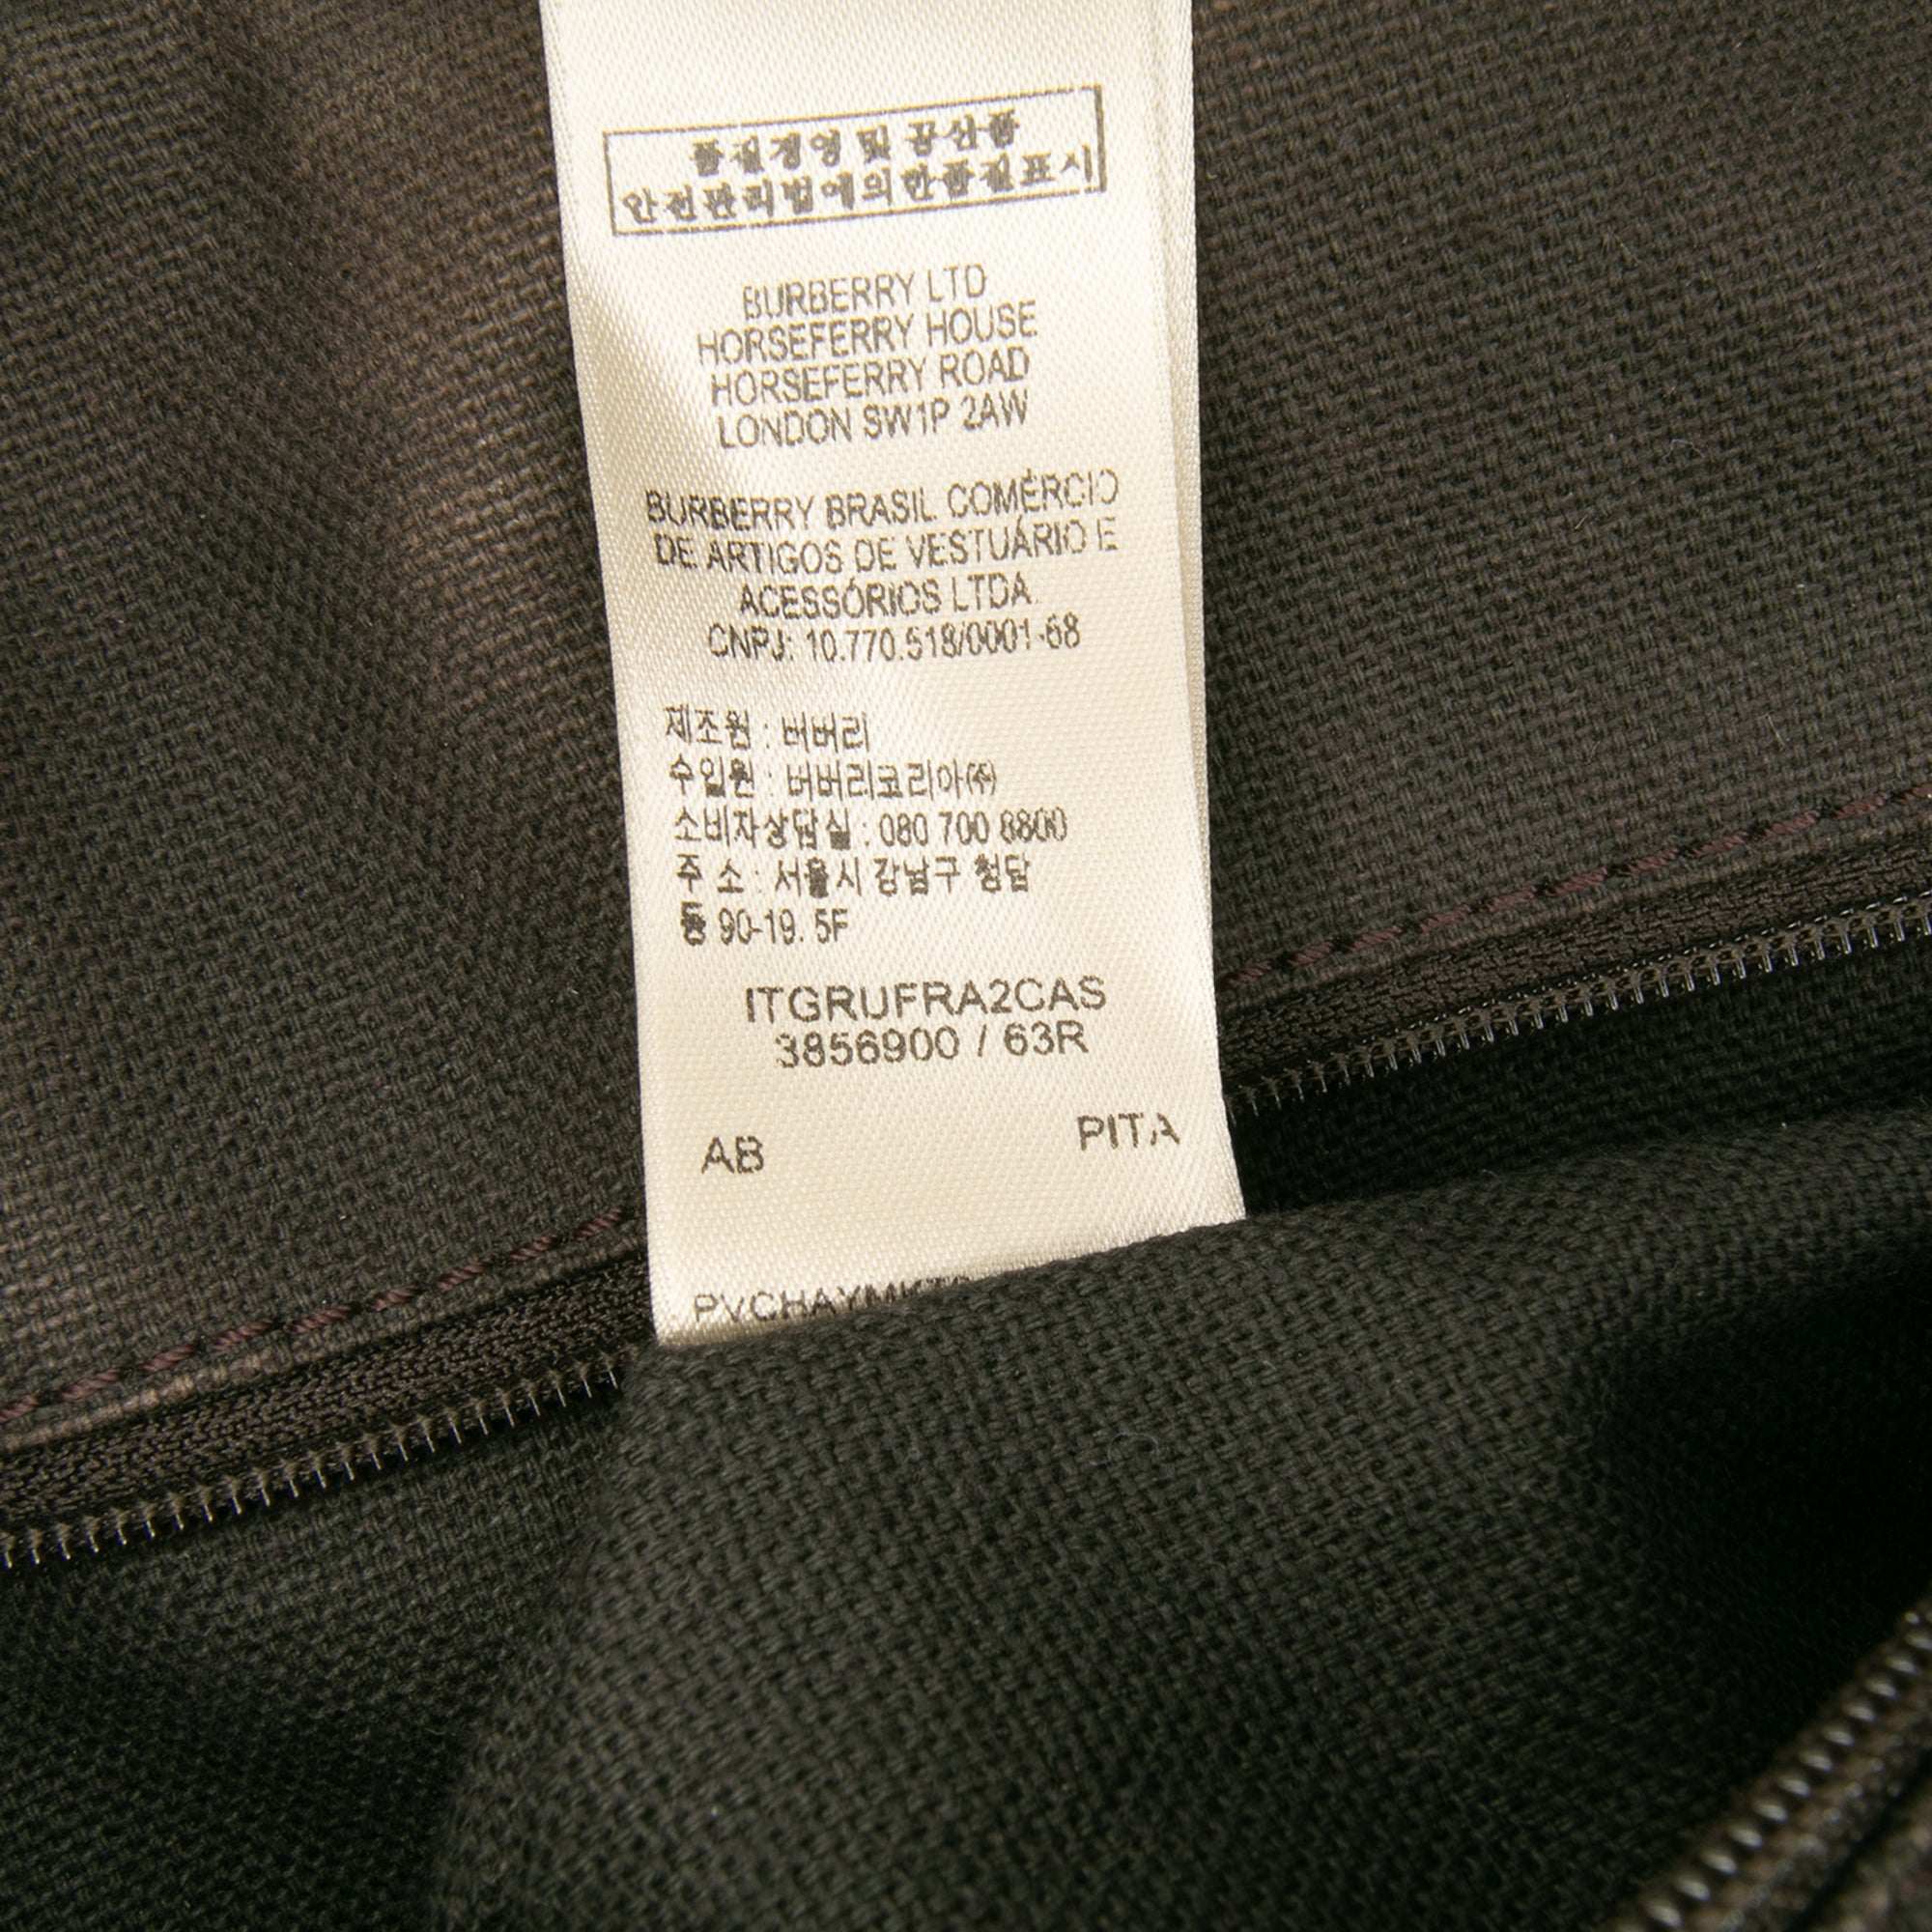 품질경영 및 공산품
안전관리법에의한품질표시
BURBERRY LTD
HORSEFERRY HOUSE
HORSEFERRY ROAD
LONDON SW1P 2AW
BURBERRY BRASIL COMÉRCIO
DE ARTIGOS DE VESTUÁRIO E
ACESSÓRIOS LTDA.
CNPJ: 10.770.518/0001-68
제조원 : 버버리
수입원 : 버버리코리아㈜
소비자상담실 : 080 700 8800
주 소 : 서울시 강남구 청담
동 90-19. 5F
ITGRUFRA2CAS
3856900 / 63R
AB PITA